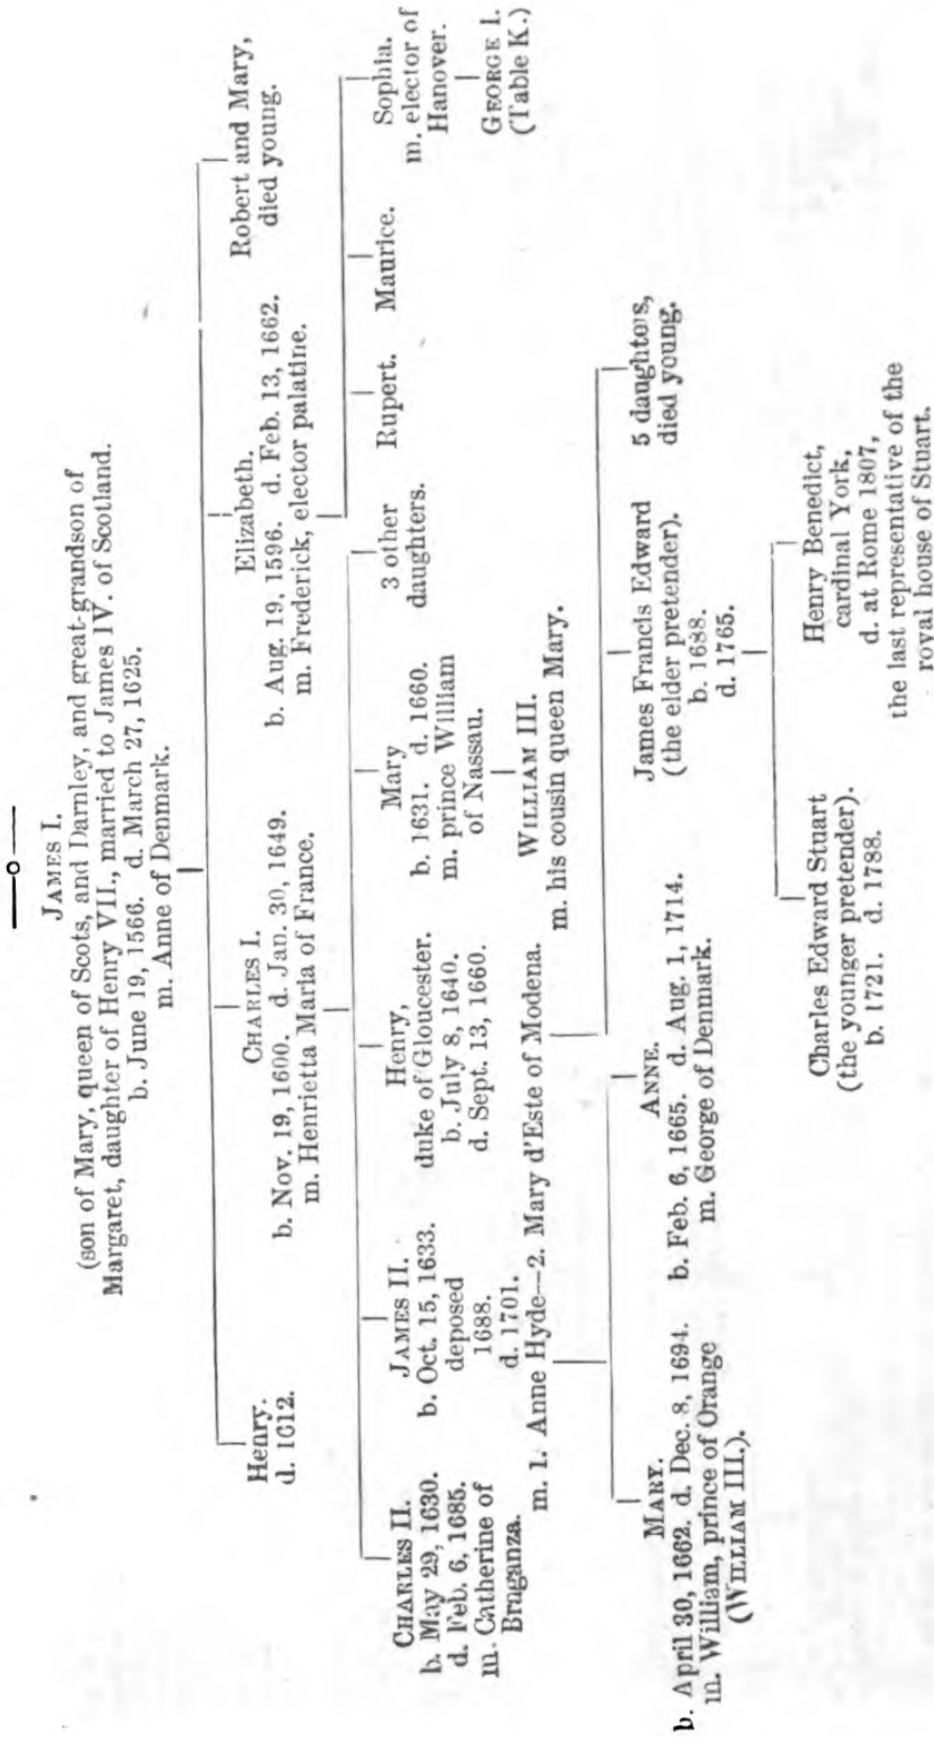 JAMES I.
(son of Mary, queen of Scots, and Darnley, and great-grandson of
Margaret, daughter of Henry VII., married to James IV. of Scotland.
b. June 19, 1566. d. March 27, 1625.
m. Anne of Denmark.
Henry.
d. 1612.
CHARLES I.
b. Nov. 19, 1600. d. Jan. 30, 1649.
m. Henrietta Maria of France.
Elizabeth.
b. Aug. 19, 1596. d. Feb. 13, 1662.
m. Frederick, elector palatine.
Robert and Mary,
died young.
CHARLES II.
b. May 29, 1630.
d. Feb. 6, 1685.
m. Catherine of
Braganza.
JAMES II.
b. Oct. 15, 1633.
deposed
1688.
d. 1701.
m. 1. Anne Hyde—2. Mary d'Este of Modena.
Henry,
duke of Gloucester.
b. July 8, 1640.
d. Sept. 13, 1660.
Mary
b. 1631. d. 1660.
m. prince William
of Nassau.
WILLIAM III.
m. his cousin queen Mary.
3 other
daughters.
Rupert.
Maurice.
Sophia.
m. elector of
Hanover.
GEORGE I.
(Table K.)
MARY.
b. April 30, 1662. d. Dec. 8, 1694.
m. William, prince of Orange
(WILLIAM III.).
ANNE.
b. Feb. 6, 1665. d. Aug. 1, 1714.
m. George of Denmark.
James Francis Edward
(the elder pretender).
b. 1688.
d. 1765.
5 daughters,
died young.
Charles Edward Stuart
(the younger pretender).
b. 1721. d. 1788.
Henry Benedict,
cardinal York,
d. at Rome 1807,
the last representative of the
royal house of Stuart.